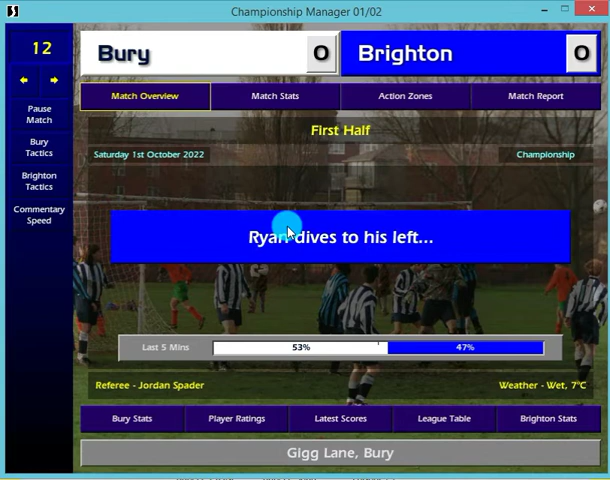 Championship Manager 01/02
12
Bury 0 Brighton 0
Match Overview Match Stats Action Zones Match Report
Pause Match
Bury Tactics
Brighton Tactics
Commentary Speed
First Half
Saturday 1st October 2022 Championship
Ryan dives to his left...
Last 5 Mins 53% 47%
Referee - Jordan Spader Weather - Wet, 7°C
Bury Stats Player Ratings Latest Scores League Table Brighton Stats
Gigg Lane, Bury